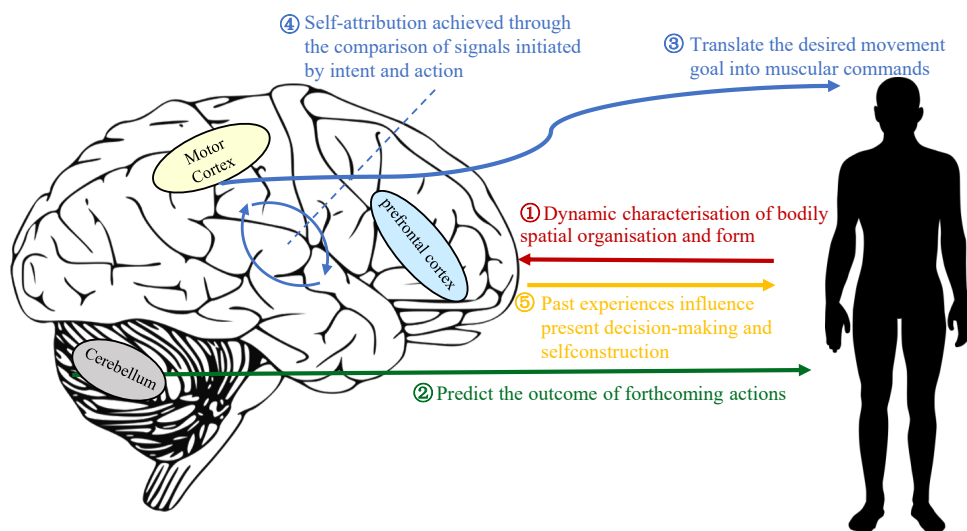 ④ Self-attribution achieved through
the comparison of signals initiated
by intent and action
③ Translate the desired movement
goal into muscular commands
Motor
Cortex
prefrontal cortex
① Dynamic characterisation of bodily
spatial organisation and form
⑤ Past experiences influence
present decision-making and
selfconstruction
Cerebellum
② Predict the outcome of forthcoming actions